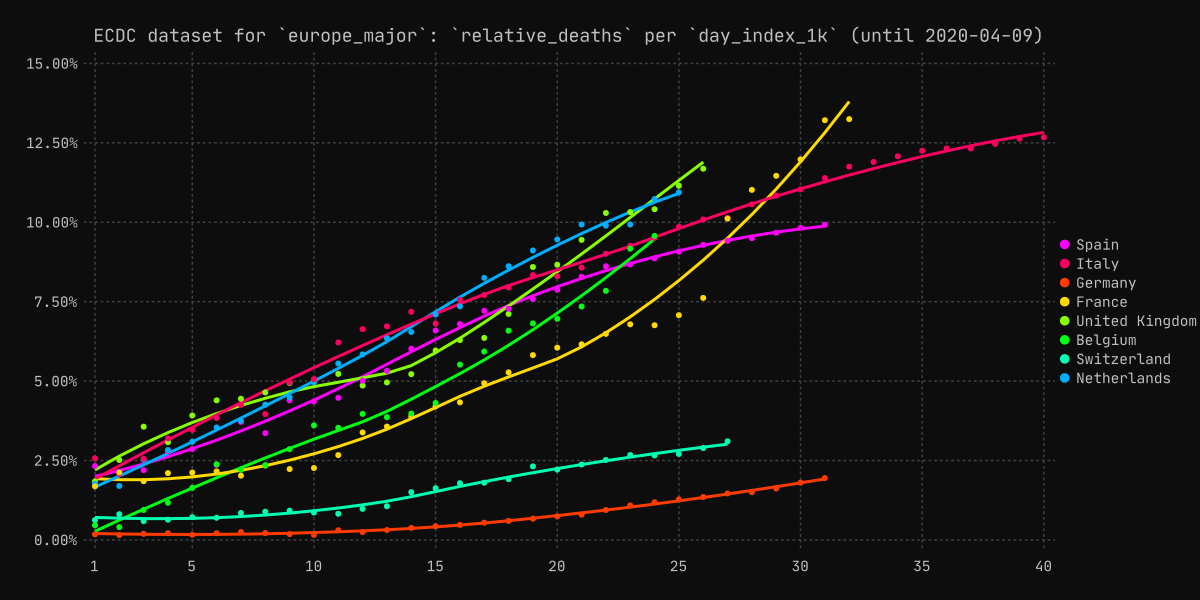 ECDC dataset for `europe_major`: `relative_deaths` per `day_index_1k` (until 2020-04-09)
15.00%
12.50%
10.00%
7.50%
5.00%
2.50%
0.00%
1 5 10 15 20 25 30 35 40
Spain
Italy
Germany
France
United Kingdom
Belgium
Switzerland
Netherlands